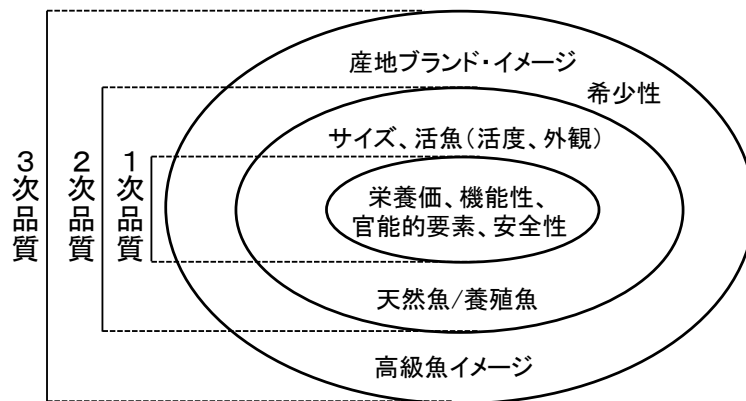 産地ブランド・イメージ
希少性
サイズ、活魚（活度、外観）
栄養価、機能性、
官能的要素、安全性
天然魚/養殖魚
高級魚イメージ
３次品質
２次品質
１次品質